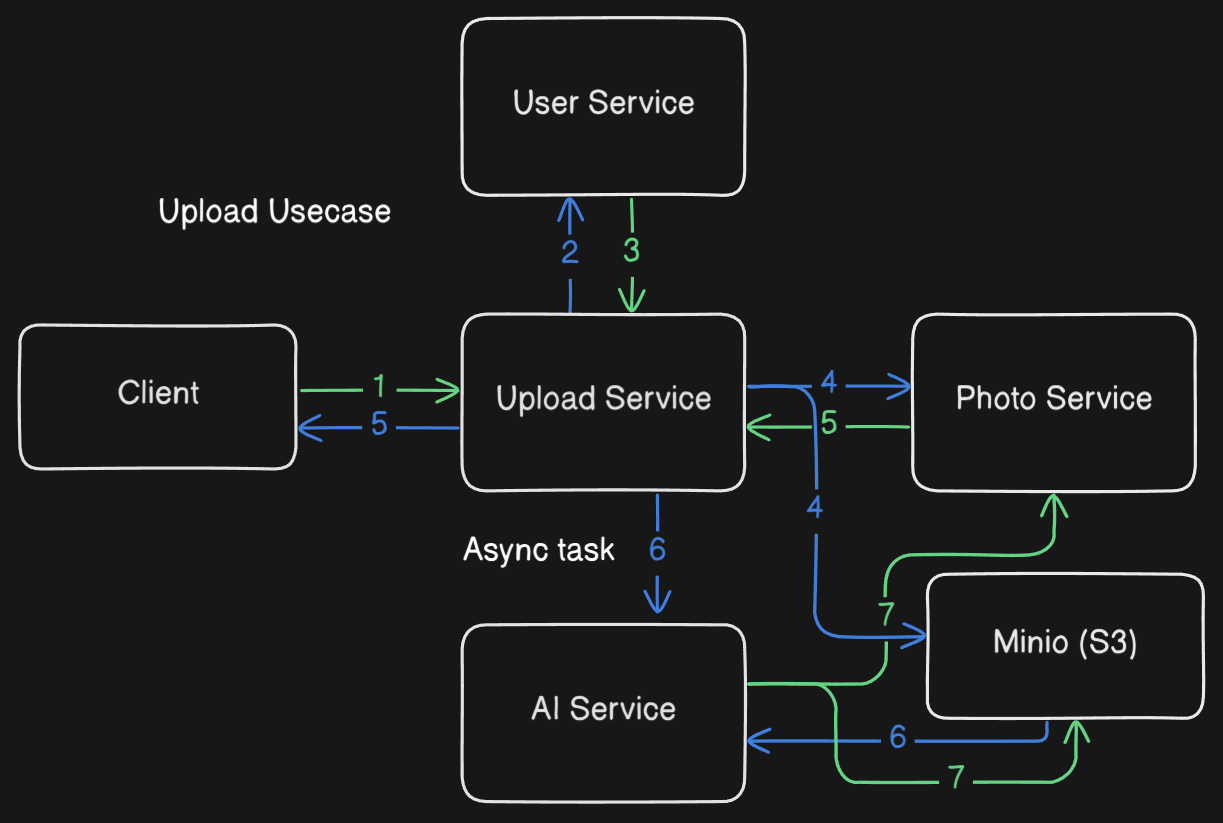 User Service
Upload Usecase
2
3
Client
1
5
Upload Service
4
5
Photo Service
4
Async task
6
7
Minio (S3)
AI Service
6
7